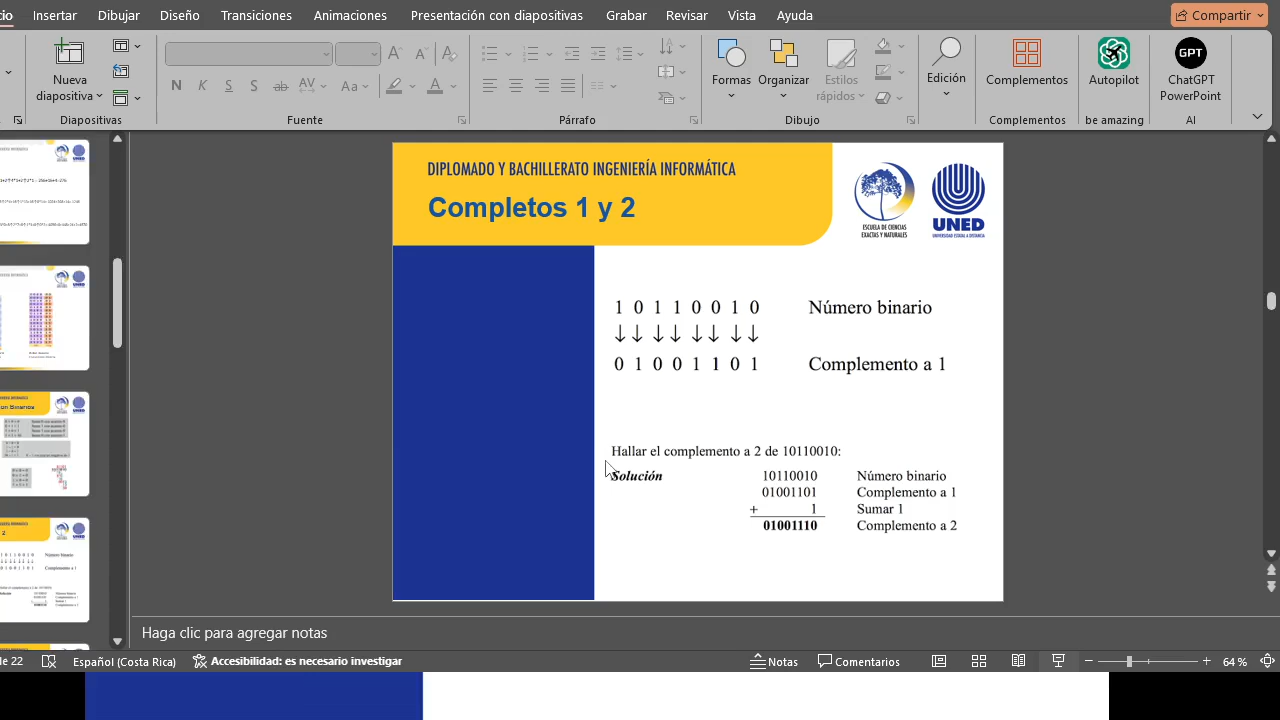 cio Insertar Dibujar Diseño Transiciones Animaciones Presentación con diapositivas Grabar Revisar Vista Ayuda Compartir
Nueva diapositiva
N K S S ab AV Aa A
Formas
Organizar
Estilos rápidos
Edición
Complementos
Autopilot
GPT
ChatGPT PowerPoint
Diapositivas Fuente Párrafo Dibujo Complementos be amazing AI
DIPLOMADO Y BACHILLERATO INGENIERÍA INFORMÁTICA
Completos 1 y 2
ESCUELA DE CIENCIAS
EXACTAS Y NATURALES
UNED
UNIVERSIDAD ESTATAL A DISTANCIA
1 0 1 1 0 0 1 0 Número binario
↓ ↓ ↓ ↓ ↓ ↓ ↓ ↓
0 1 0 0 1 1 0 1 Complemento a 1
Hallar el complemento a 2 de 10110010:
Solución 10110010 Número binario
01001101 Complemento a 1
+ 1 Sumar 1
01001110 Complemento a 2
Haga clic para agregar notas
de 22 Español (Costa Rica) Accesibilidad: es necesario investigar Notas Comentarios 64 %